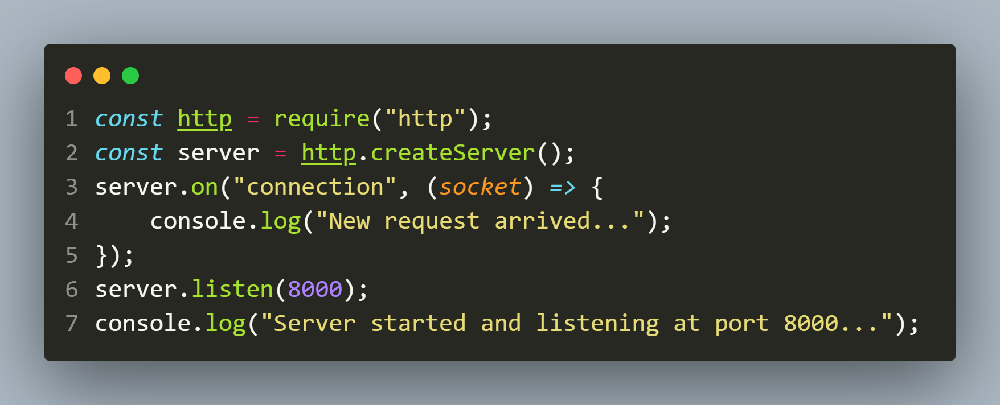 1 const http = require("http");
2 const server = http.createServer();
3 server.on("connection", (socket) => {
4     console.log("New request arrived...");
5 });
6 server.listen(8000);
7 console.log("Server started and listening at port 8000...");